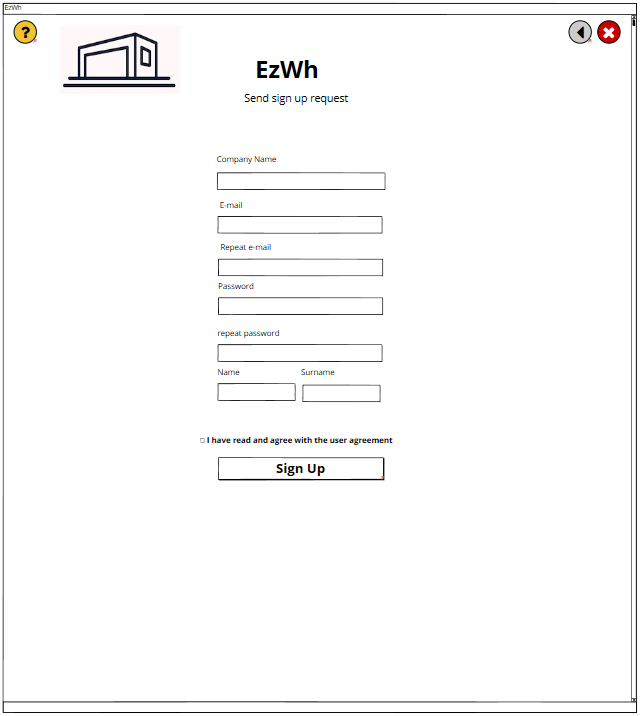 EzWh
?
EzWh
Send sign up request
Company Name
E-mail
Repeat e-mail
Password
repeat password
Name Surname
I have read and agree with the user agreement
Sign Up